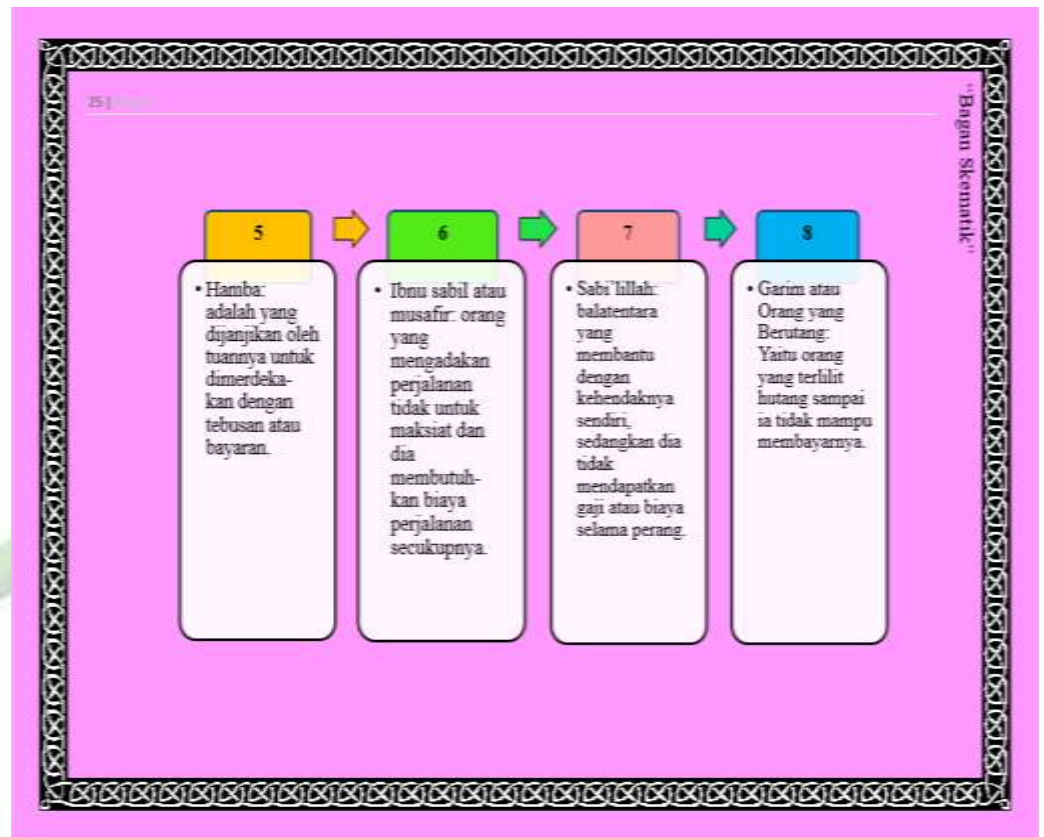 25 |
"Bagan Skematik"
5
• Hamba:
adalah yang
dijanjikan oleh
tuannya untuk
dimerdeka-
kan dengan
tebusan atau
bayaran.
6
• Ibnu sabil atau
musafir: orang
yang
mengadakan
perjalanan
tidak untuk
maksiat dan
dia
membutuh-
kan biaya
perjalanan
secukupnya.
7
• Sabi'lillah:
balatentara
yang
membantu
dengan
kehendaknya
sendiri,
sedangkan dia
tidak
mendapatkan
gaji atau biaya
selama perang.
8
• Garim atau
Orang yang
Berutang:
Yaitu orang
yang terlilit
hutang sampai
ia tidak mampu
membayarnya.